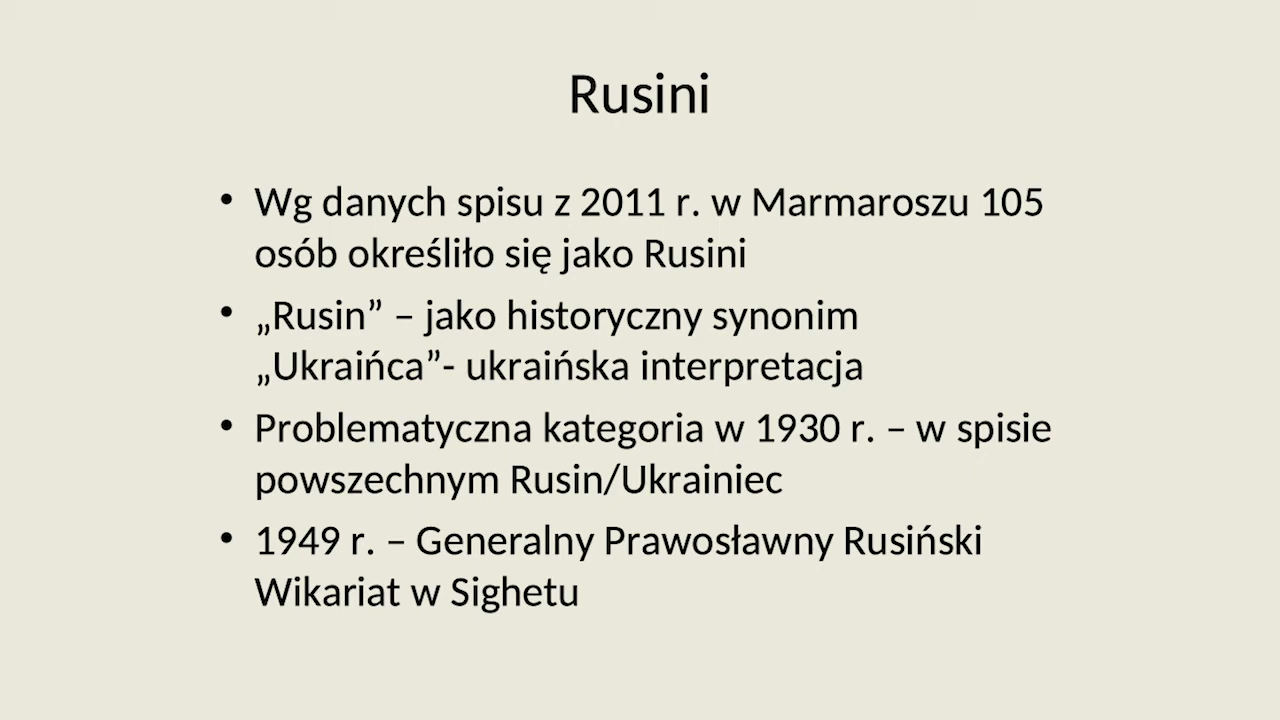 Rusini
• Wg danych spisu z 2011 r. w Marmaroszu 105
osób określiło się jako Rusini
• „Rusin” – jako historyczny synonim
„Ukraińca”- ukraińska interpretacja
• Problematyczna kategoria w 1930 r. – w spisie
powszechnym Rusin/Ukrainiec
• 1949 r. – Generalny Prawosławny Rusiński
Wikariat w Sighetu